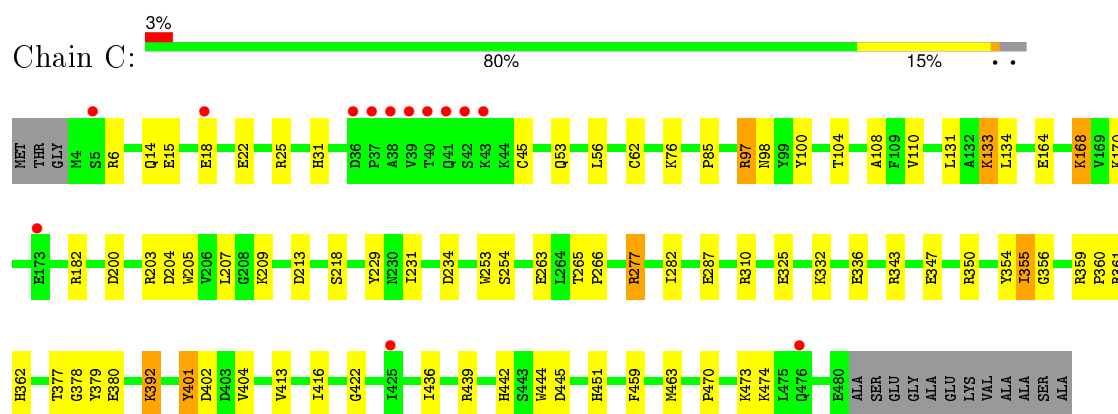 3%
Chain C:
80% 15%
MET THR GLY M4 S5 R6 Q14 E15 E18 E22 R25 H31 D36 P37 A38 V39 T40 Q41 S42 K43 K44 C45 Q53 L56 C62 K76 P85 R97 N98 Y99 Y100 T104 A108 F109 V110 L131 A132 K133 L134 E164 K168 V169 K170
E173 R182 D200 R203 D204 W205 V206 L207 G208 K209 D213 S218 Y229 N230 I231 D234 W253 S254 E263 L264 T265 P266 R277 I282 E287 R310 E325 K332 E336 R343 E347 R350 Y354 I355 G356 R359 P360
H362 T377 G378 Y379 E380 K392 Y401 D402 D403 V404 V413 I416 G422 I425 I436 R439 H442 S443 W444 D445 H451 F459 M463 P470 K473 K474 L475 Q476 E480 ALA SER GLU GLY ALA GLU LYS VAL ALA ALA SER ALA